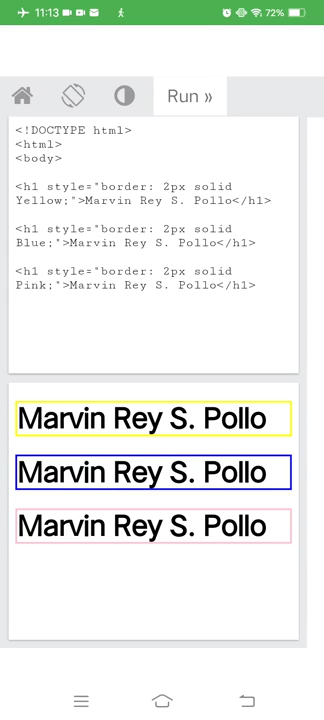 11:13
72%
Run »
<!DOCTYPE html>
<html>
<body>
<h1 style="border: 2px solid
Yellow;">Marvin Rey S. Pollo</h1>
<h1 style="border: 2px solid
Blue;">Marvin Rey S. Pollo</h1>
<h1 style="border: 2px solid
Pink;">Marvin Rey S. Pollo</h1>
Marvin Rey S. Pollo
Marvin Rey S. Pollo
Marvin Rey S. Pollo